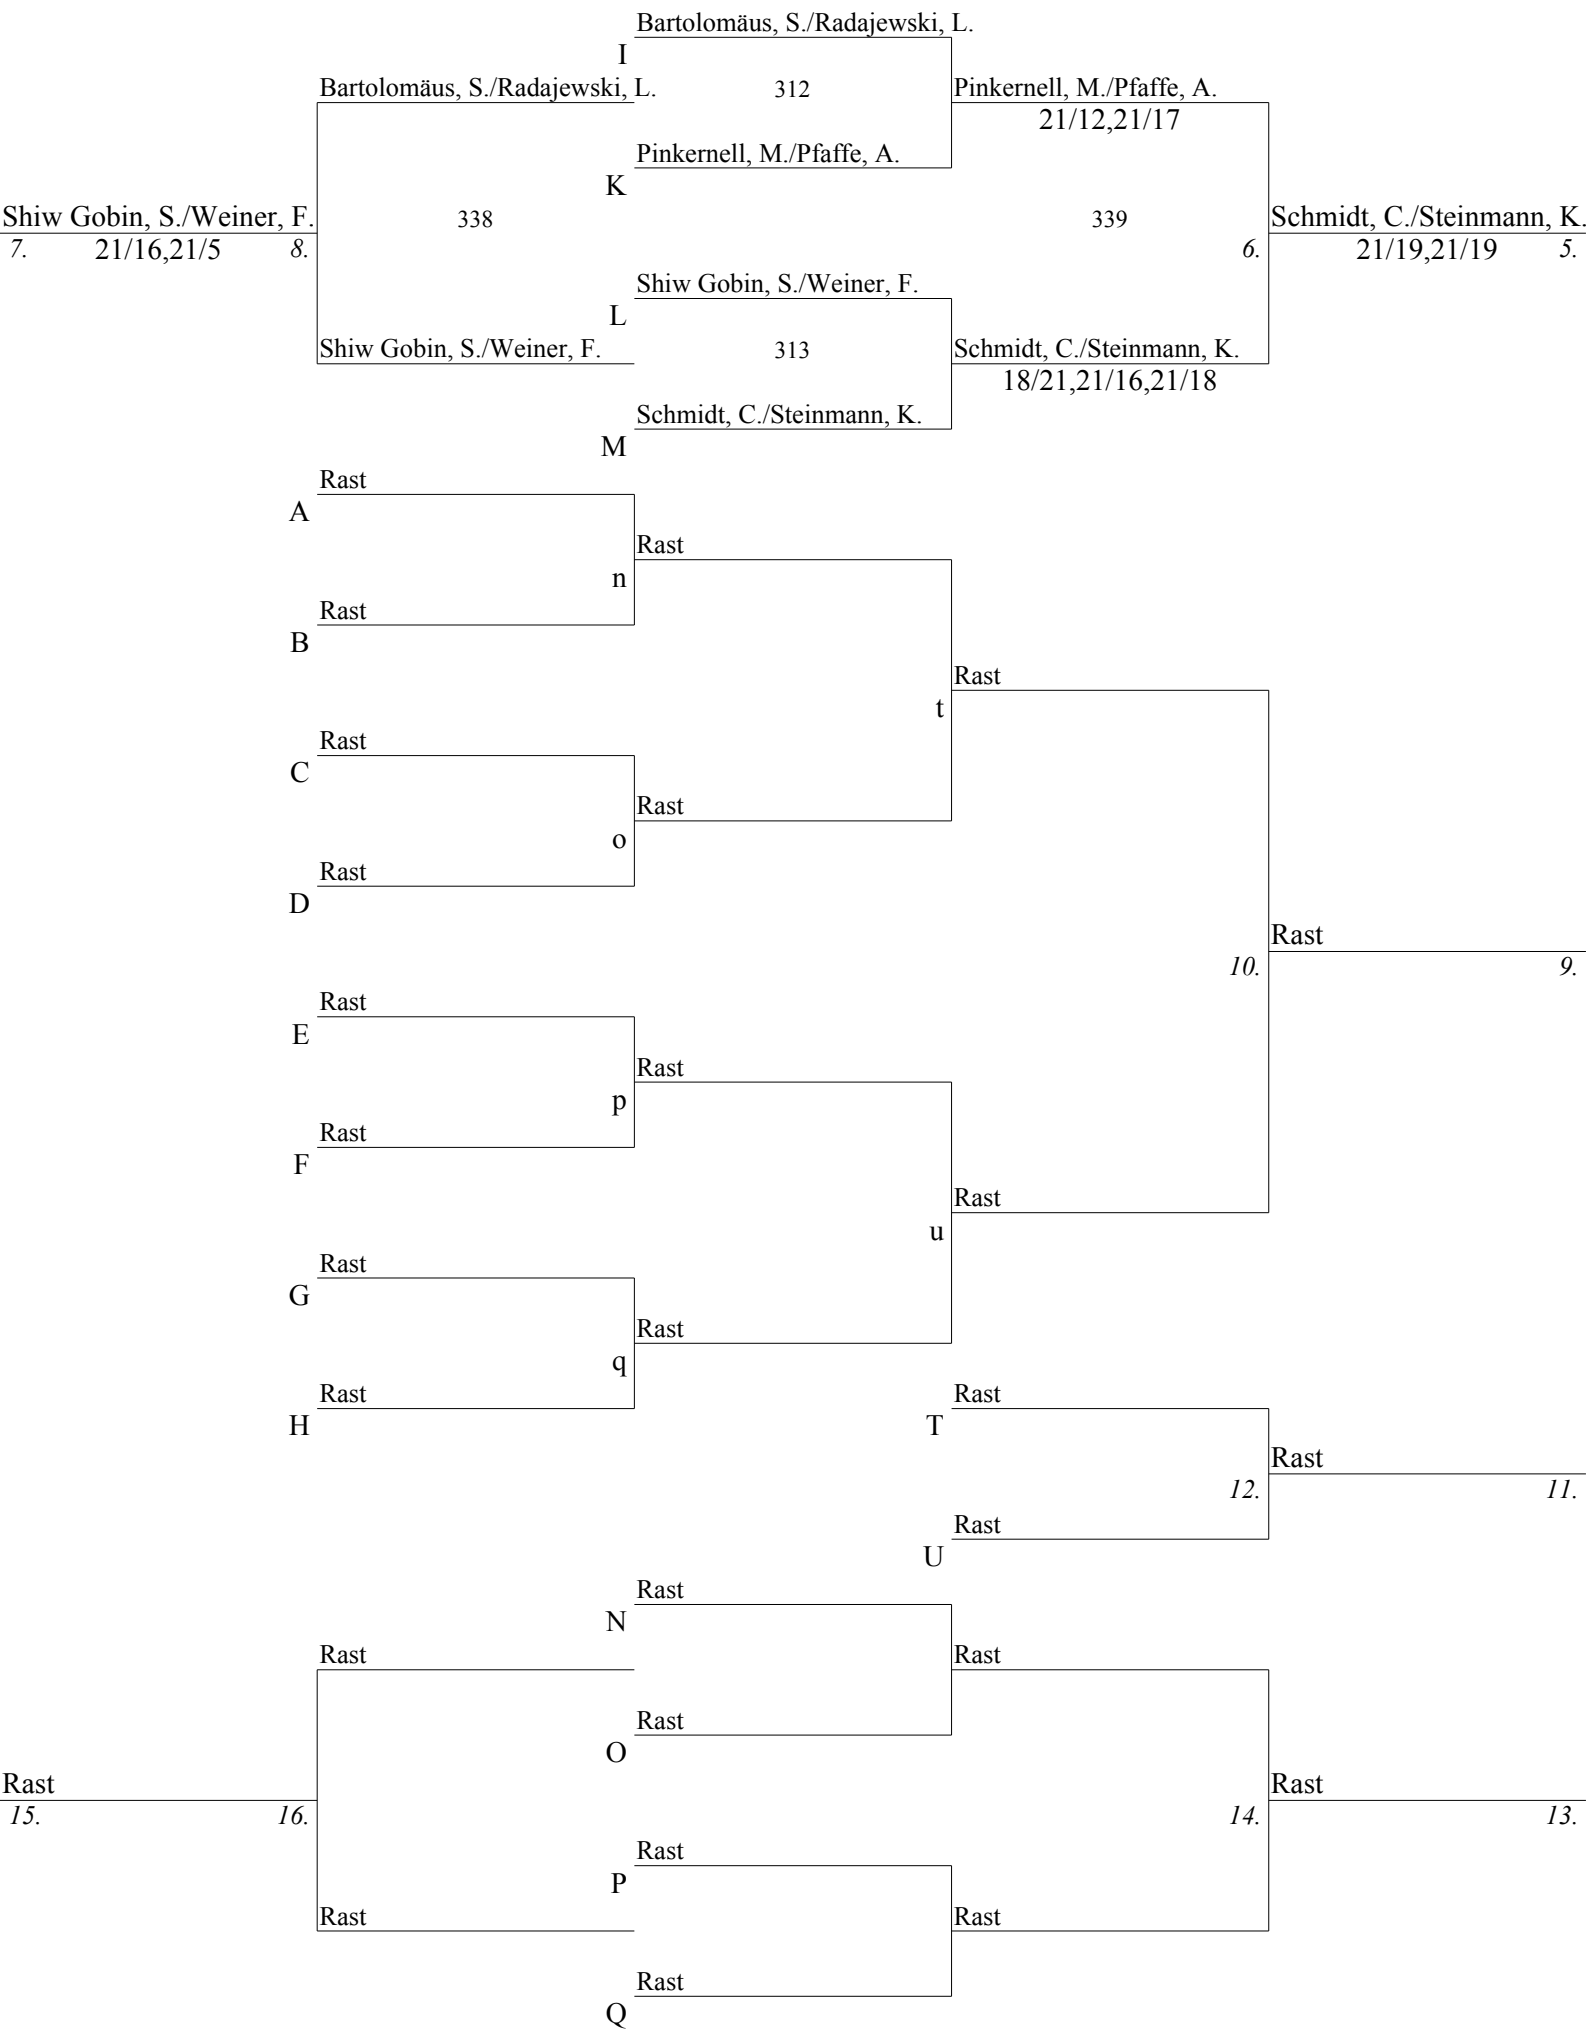 Bartolomäus, S./Radajewski, L.
I
Bartolomäus, S./Radajewski, L. 312 Pinkernell, M./Pfaffe, A.
21/12,21/17
Pinkernell, M./Pfaffe, A.
K
Shiw Gobin, S./Weiner, F. 338 339 Schmidt, C./Steinmann, K.
7. 21/16,21/5 8. 6. 21/19,21/19 5.
Shiw Gobin, S./Weiner, F.
L
Shiw Gobin, S./Weiner, F. 313 Schmidt, C./Steinmann, K.
18/21,21/16,21/18
Schmidt, C./Steinmann, K.
M
Rast
A
Rast
n
Rast
B
Rast
t
Rast
C
Rast
o
Rast
D
Rast
10. 9.
Rast
E
Rast
p
Rast
F
Rast
u
Rast
G
Rast
q
Rast Rast
H T
Rast
12. 11.
Rast
U
Rast
N
Rast Rast
Rast
O
Rast Rast
15. 16. 14. 13.
Rast
P
Rast Rast
Rast
Q